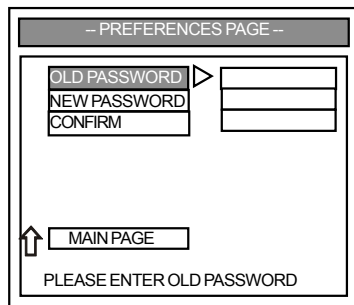 -- PREFERENCES PAGE --
OLD PASSWORD
NEW PASSWORD
CONFIRM
MAIN PAGE
PLEASE ENTER OLD PASSWORD